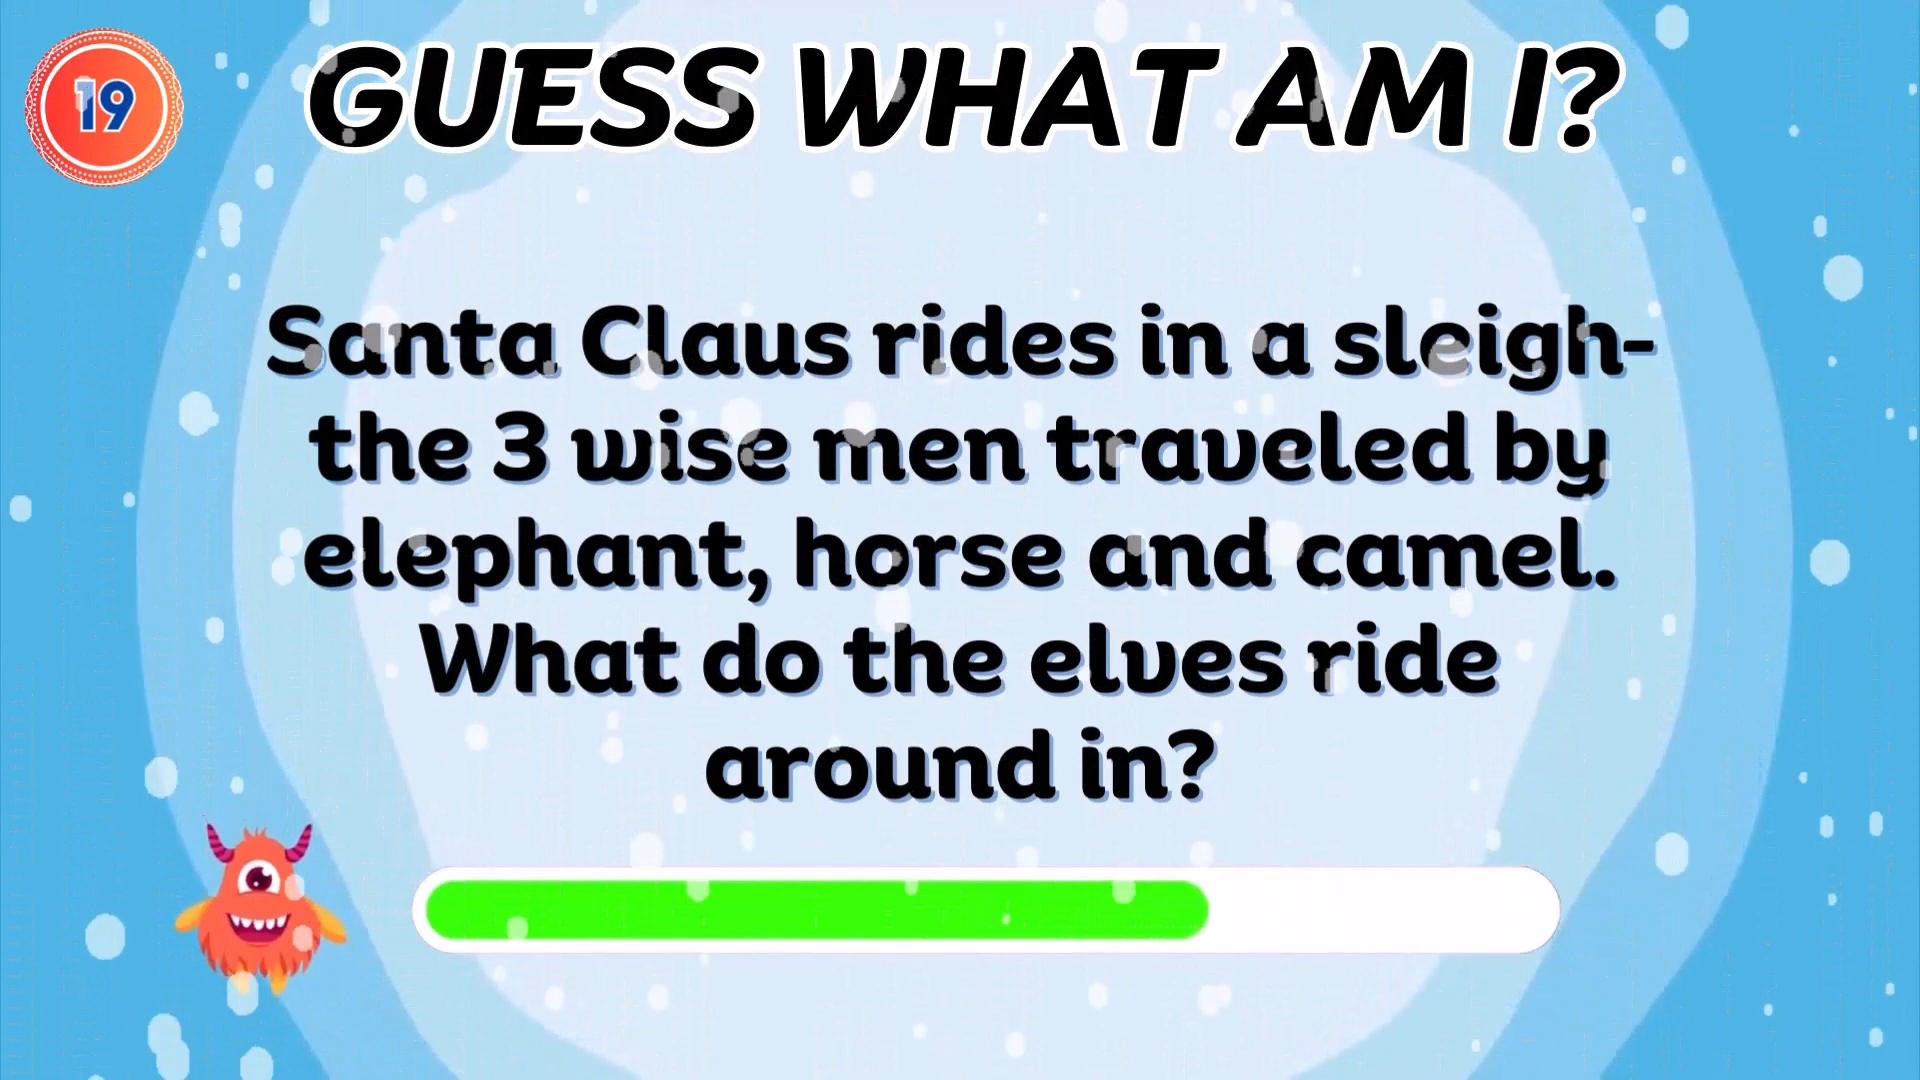 19
GUESS WHAT AM I?
Santa Claus rides in a sleigh-
the 3 wise men traveled by
elephant, horse and camel.
What do the elves ride
around in?